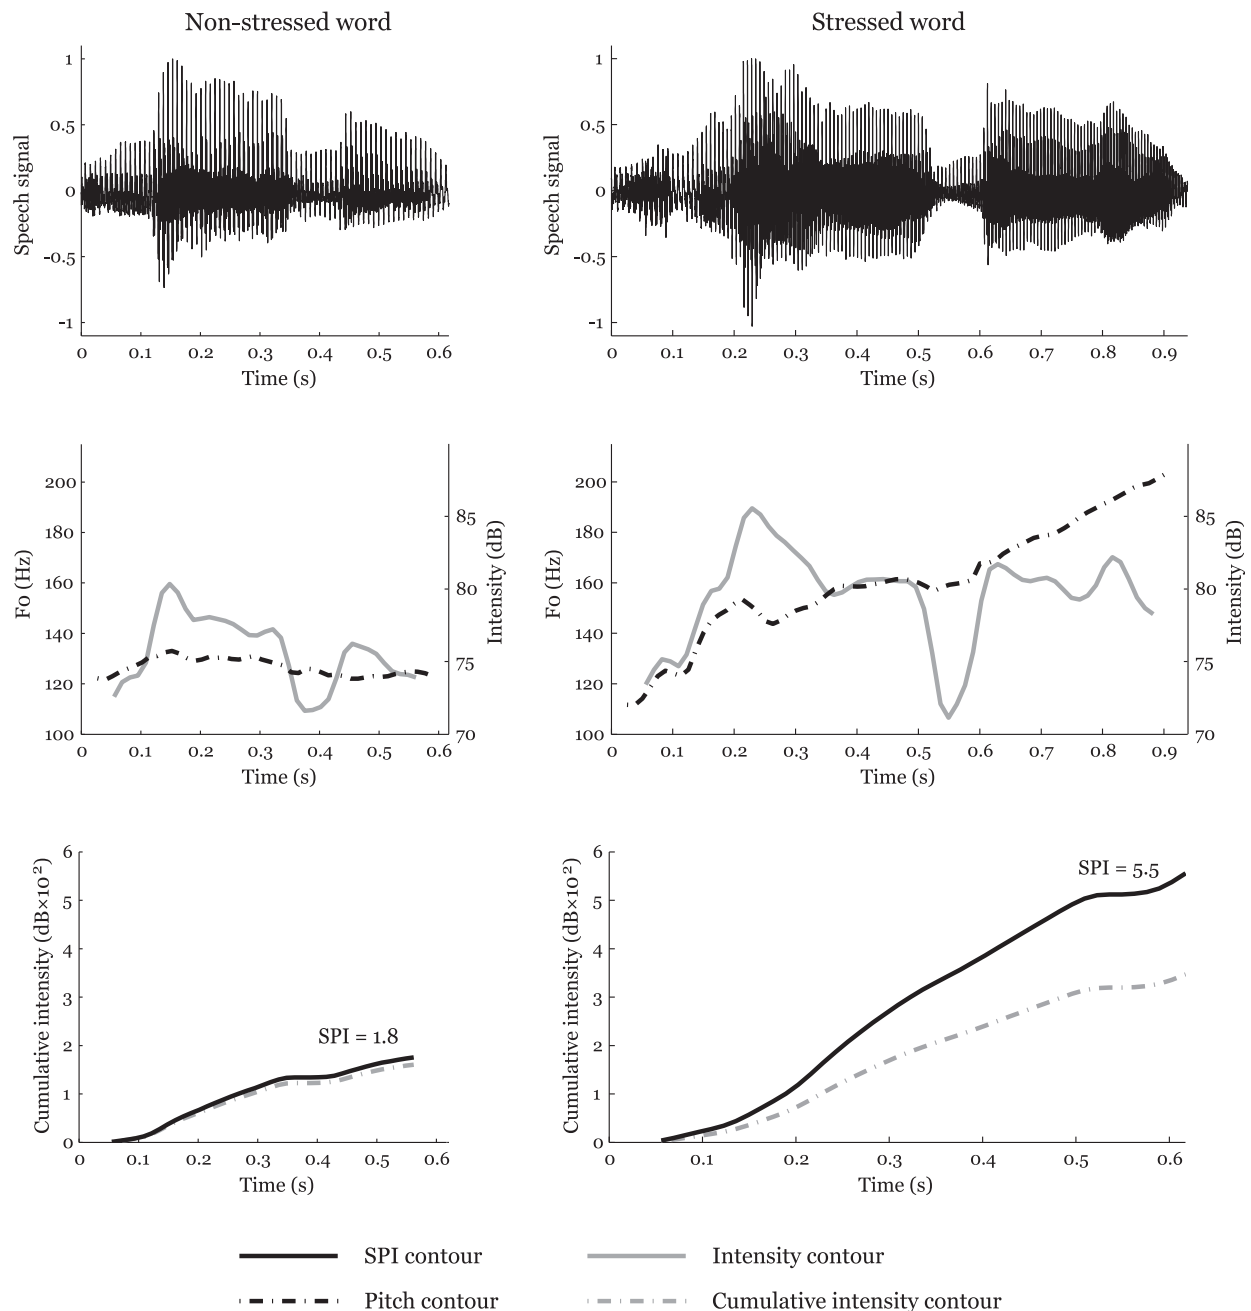 Non-stressed word
Stressed word
1
0.5
0
-0.5
-1
Speech signal
0 0.1 0.2 0.3 0.4 0.5 0.6
Time (s)
1
0.5
0
-0.5
-1
Speech signal
0 0.1 0.2 0.3 0.4 0.5 0.6 0.7 0.8 0.9
Time (s)
200
180
160
140
120
100
F0 (Hz)
85
80
75
70
Intensity (dB)
0 0.1 0.2 0.3 0.4 0.5 0.6
Time (s)
200
180
160
140
120
100
F0 (Hz)
85
80
75
70
Intensity (dB)
0 0.1 0.2 0.3 0.4 0.5 0.6 0.7 0.8 0.9
Time (s)
6
5
4
3
2
1
0
Cumulative intensity (dB×10²)
SPI = 1.8
0 0.1 0.2 0.3 0.4 0.5 0.6
Time (s)
6
5
4
3
2
1
0
Cumulative intensity (dB×10²)
SPI = 5.5
0 0.1 0.2 0.3 0.4 0.5 0.6
Time (s)
SPI contour
Intensity contour
Pitch contour
Cumulative intensity contour